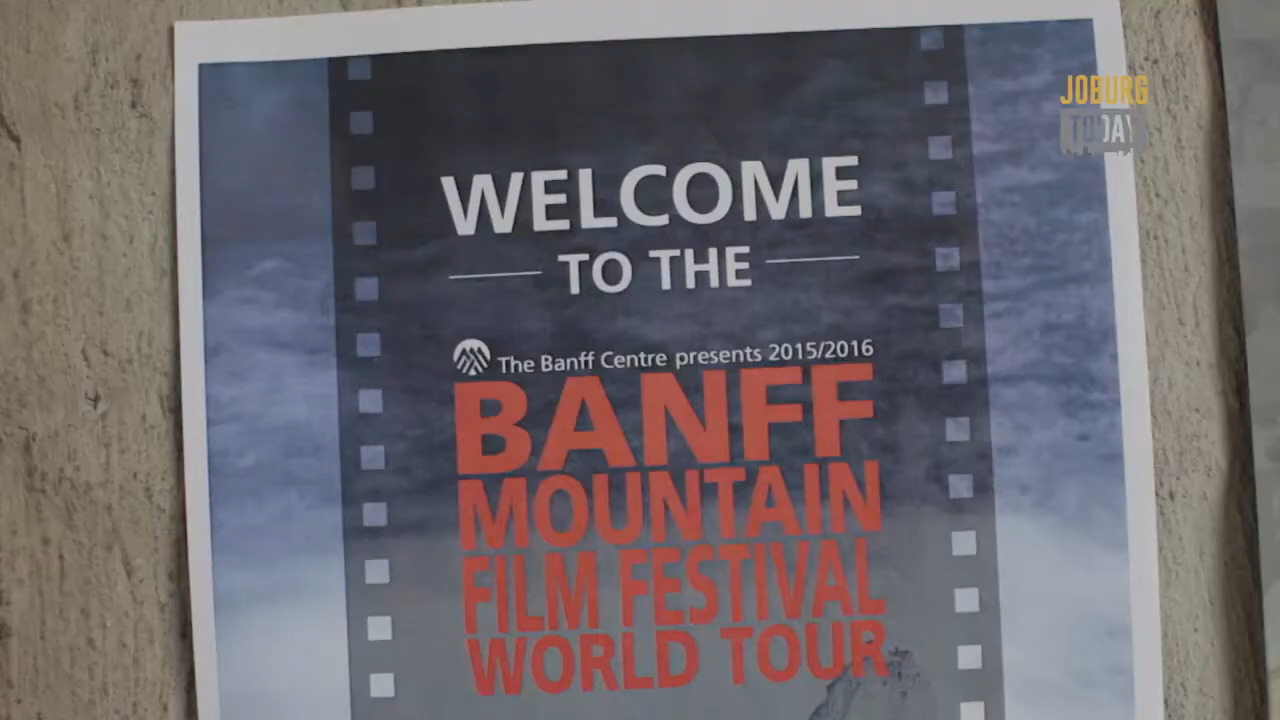 JOBURG
TODAY
WELCOME
TO THE
The Banff Centre presents 2015/2016
BANFF
MOUNTAIN
FILM FESTIVAL
WORLD TOUR